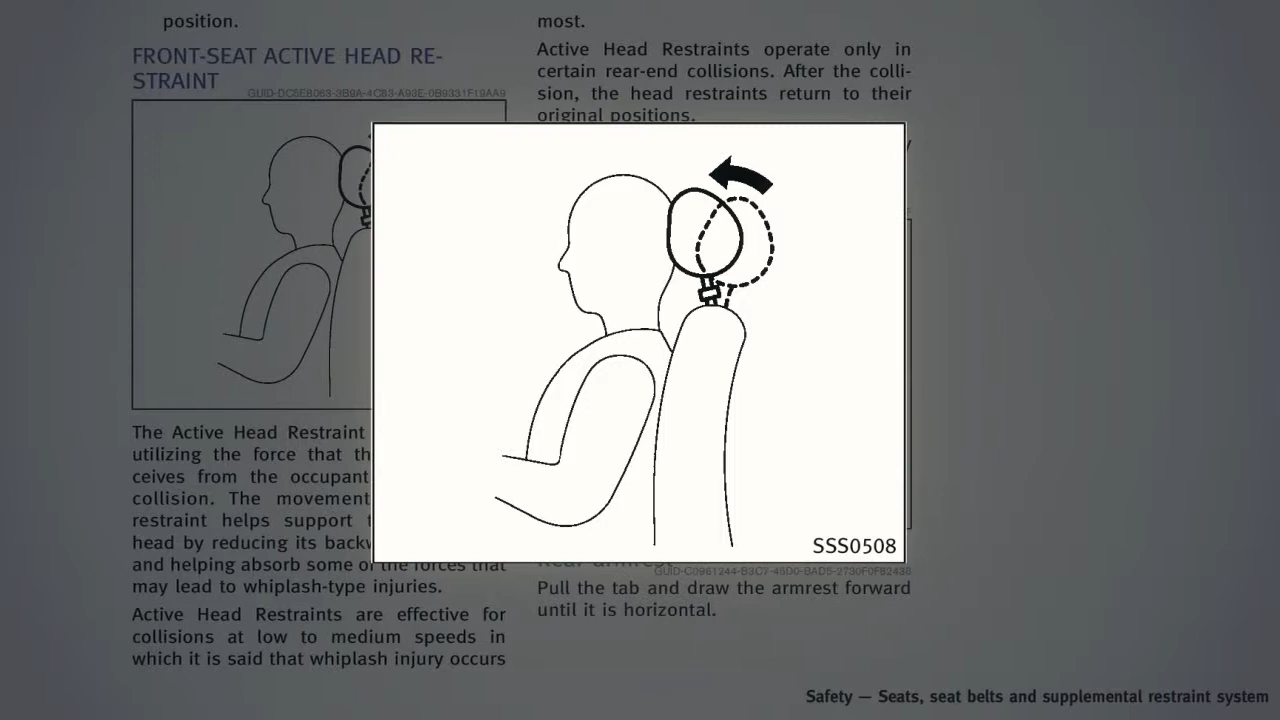 position.
FRONT-SEAT ACTIVE HEAD RE-
STRAINT
GUID-DC5E8063-3B9A-4C83-A93E-0B9331F19AA9
The Active Head Restraint
utilizing the force that th
ceives from the occupant
collision. The movement
restraint helps support t
head by reducing its backw
and helping absorb some of the forces that
may lead to whiplash-type injuries.
Active Head Restraints are effective for
collisions at low to medium speeds in
which it is said that whiplash injury occurs
most.
Active Head Restraints operate only in
certain rear-end collisions. After the colli-
sion, the head restraints return to their
original positions.
SSS0508
Rear armrest
Pull the tab and draw the armrest forward
until it is horizontal.
Safety — Seats, seat belts and supplemental restraint system